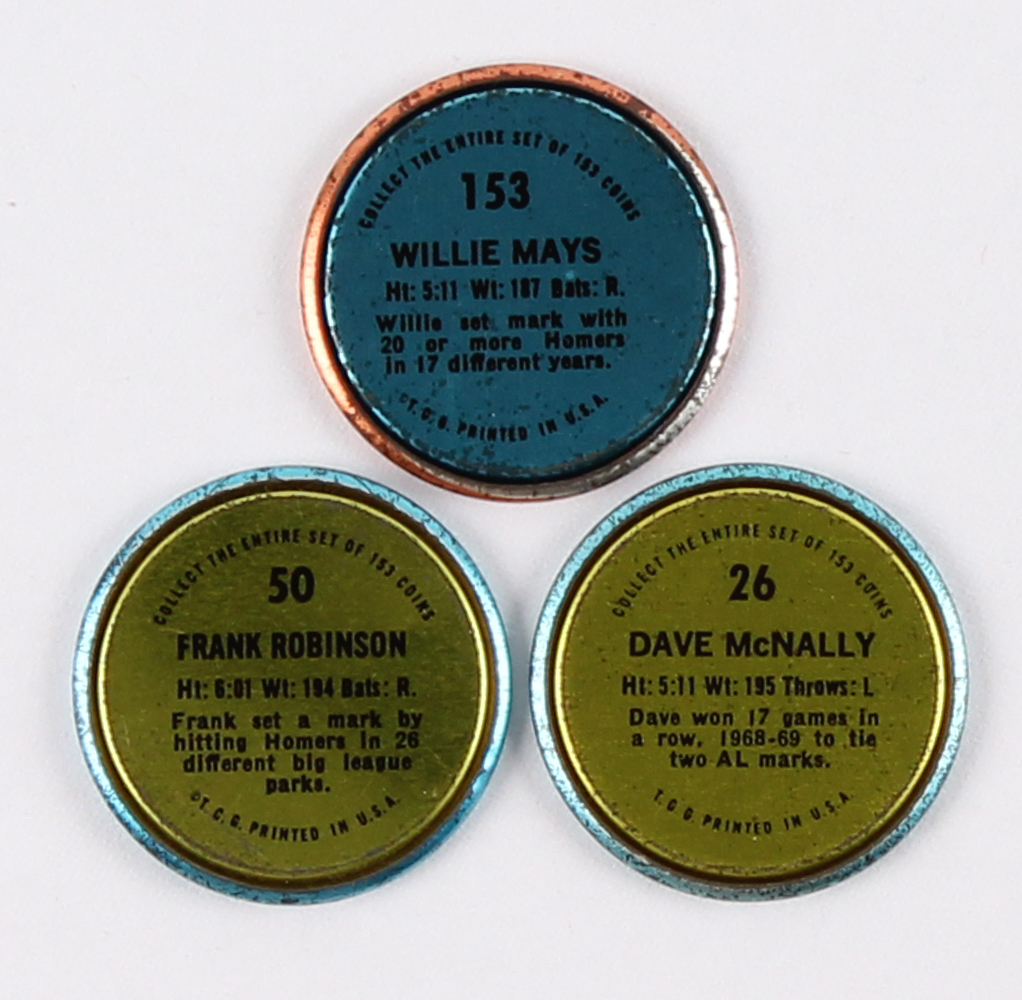 COLLECT THE ENTIRE SET OF 153 COINS
153
WILLIE MAYS
Ht: 5:11 Wt: 187 Bats: R.
Willie set mark with
20 or more Homers
in 17 different years.
©T.C.G. PRINTED IN U.S.A.
COLLECT THE ENTIRE SET OF 153 COINS
50
FRANK ROBINSON
Ht: 6:01 Wt: 194 Bats: R.
Frank set a mark by
hitting Homers in 26
different big league
parks.
©T.C.G. PRINTED IN U.S.A.
COLLECT THE ENTIRE SET OF 153 COINS
26
DAVE McNALLY
Ht: 5:11 Wt: 195 Throws: L
Dave won 17 games in
a row, 1968-69 to tie
two AL marks.
T.C.G. PRINTED IN U.S.A.